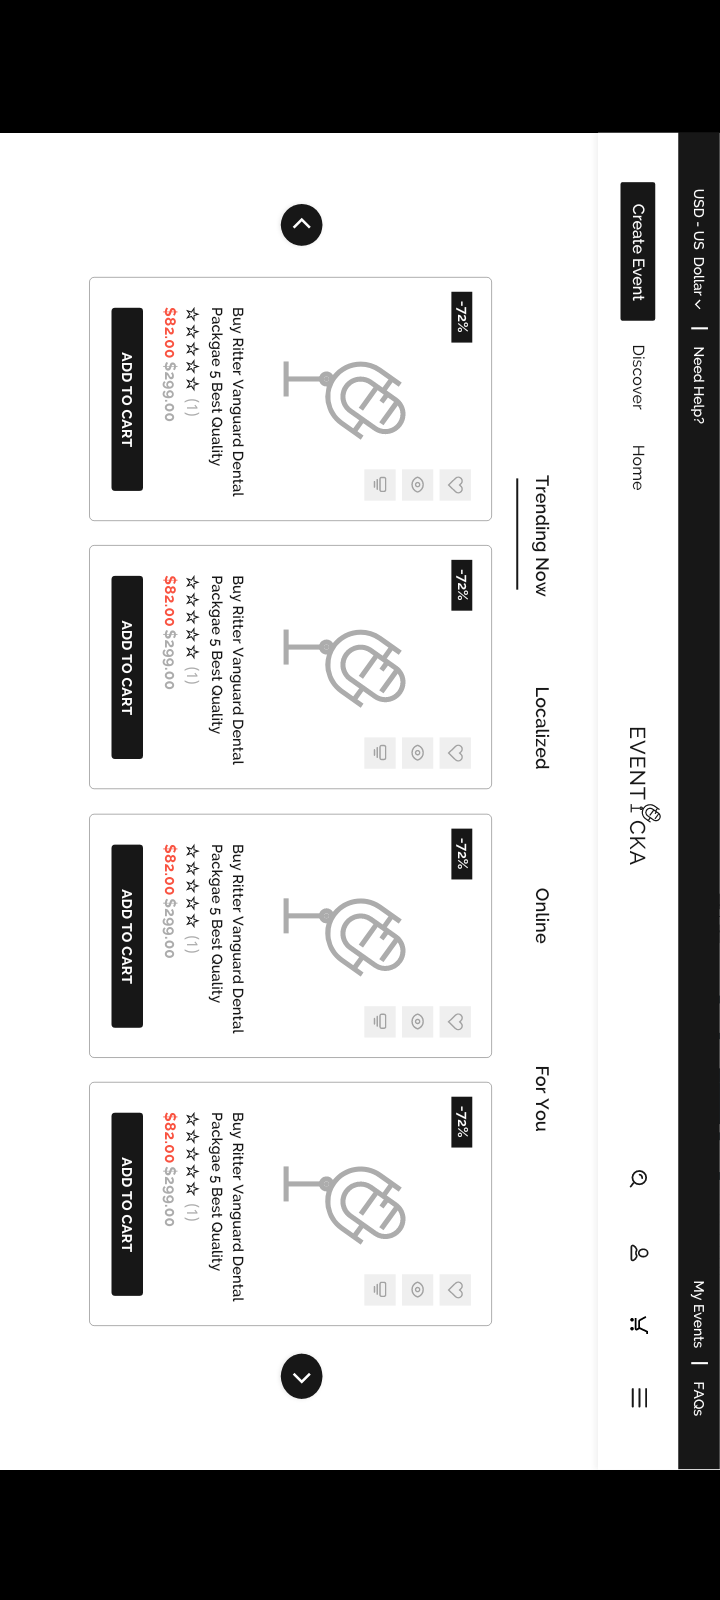 USD - US Dollar | Need Help?
My Events | FAQs
Create Event
Discover
Home
EVENTICKA
Trending Now
Localized
Online
For You
-72%
Buy Ritter Vanguard Dental
Packgae 5 Best Quality
(1)
$82.00 $299.00
ADD TO CART
-72%
Buy Ritter Vanguard Dental
Packgae 5 Best Quality
(1)
$82.00 $299.00
ADD TO CART
-72%
Buy Ritter Vanguard Dental
Packgae 5 Best Quality
(1)
$82.00 $299.00
ADD TO CART
-72%
Buy Ritter Vanguard Dental
Packgae 5 Best Quality
(1)
$82.00 $299.00
ADD TO CART